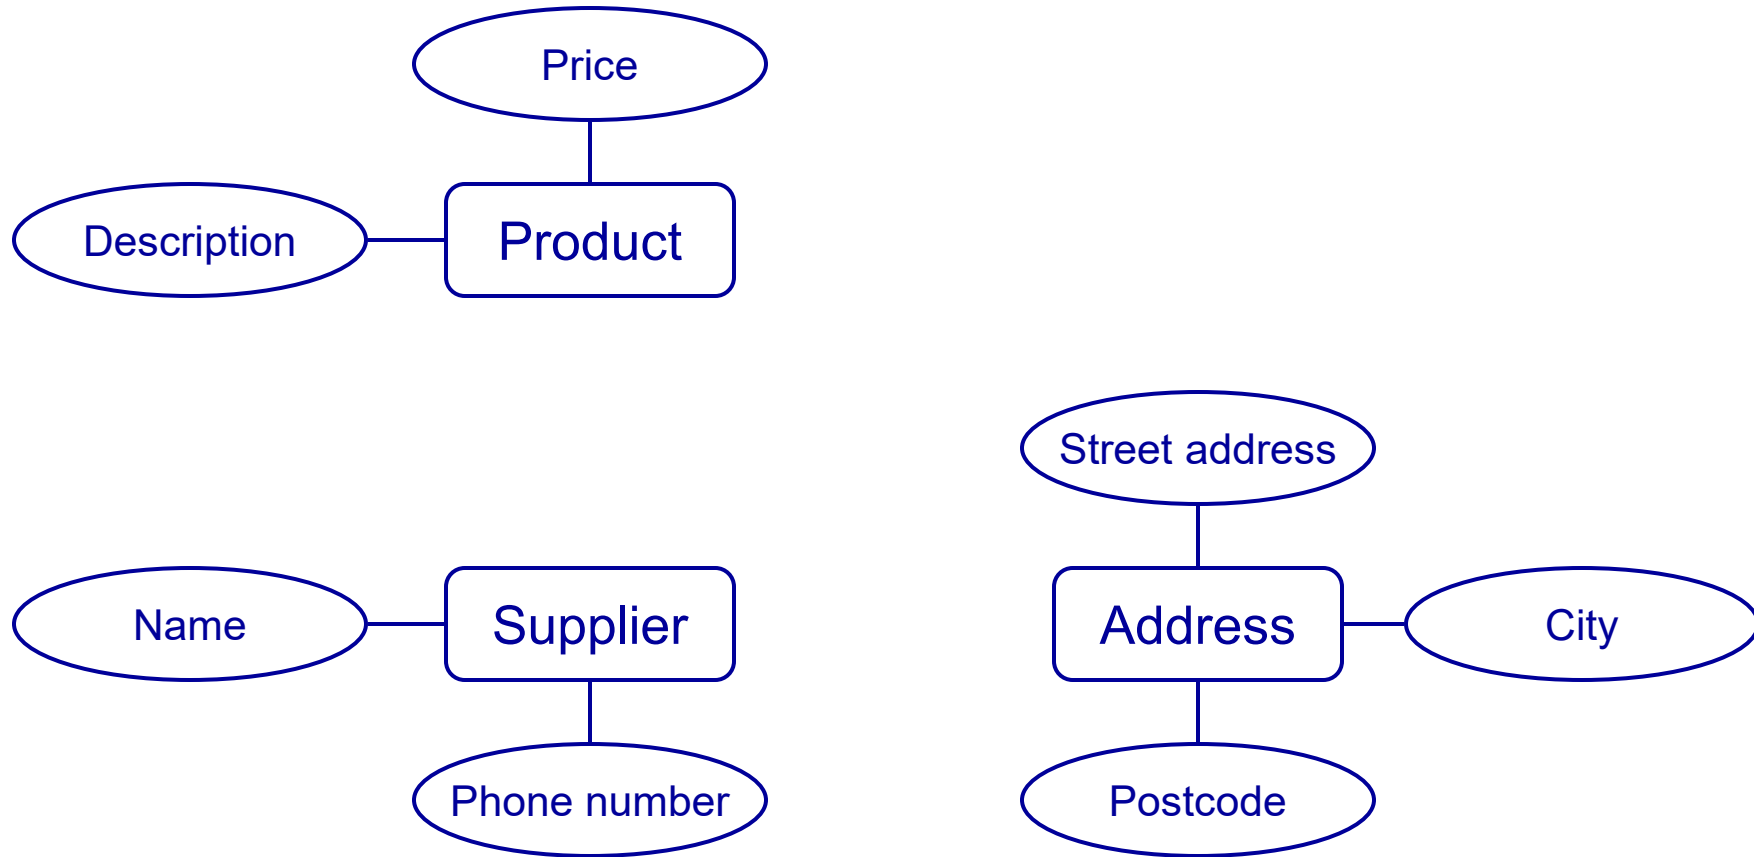 Price
Description
Product
Street address
Name
Supplier
Address
City
Phone number
Postcode